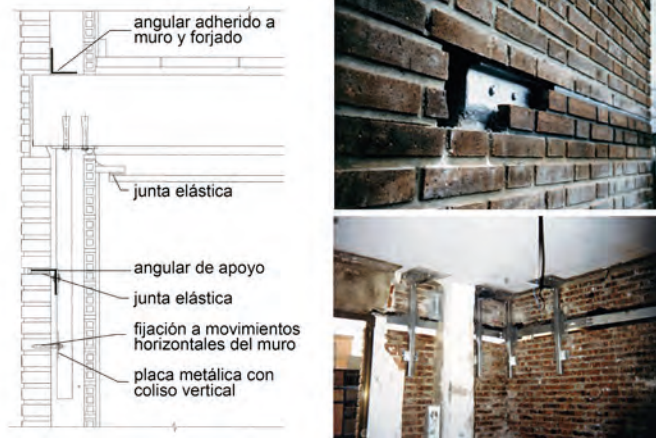 angular adherido a
muro y forjado
junta elástica
angular de apoyo
junta elástica
fijación a movimientos
horizontales del muro
placa metálica con
coliso vertical